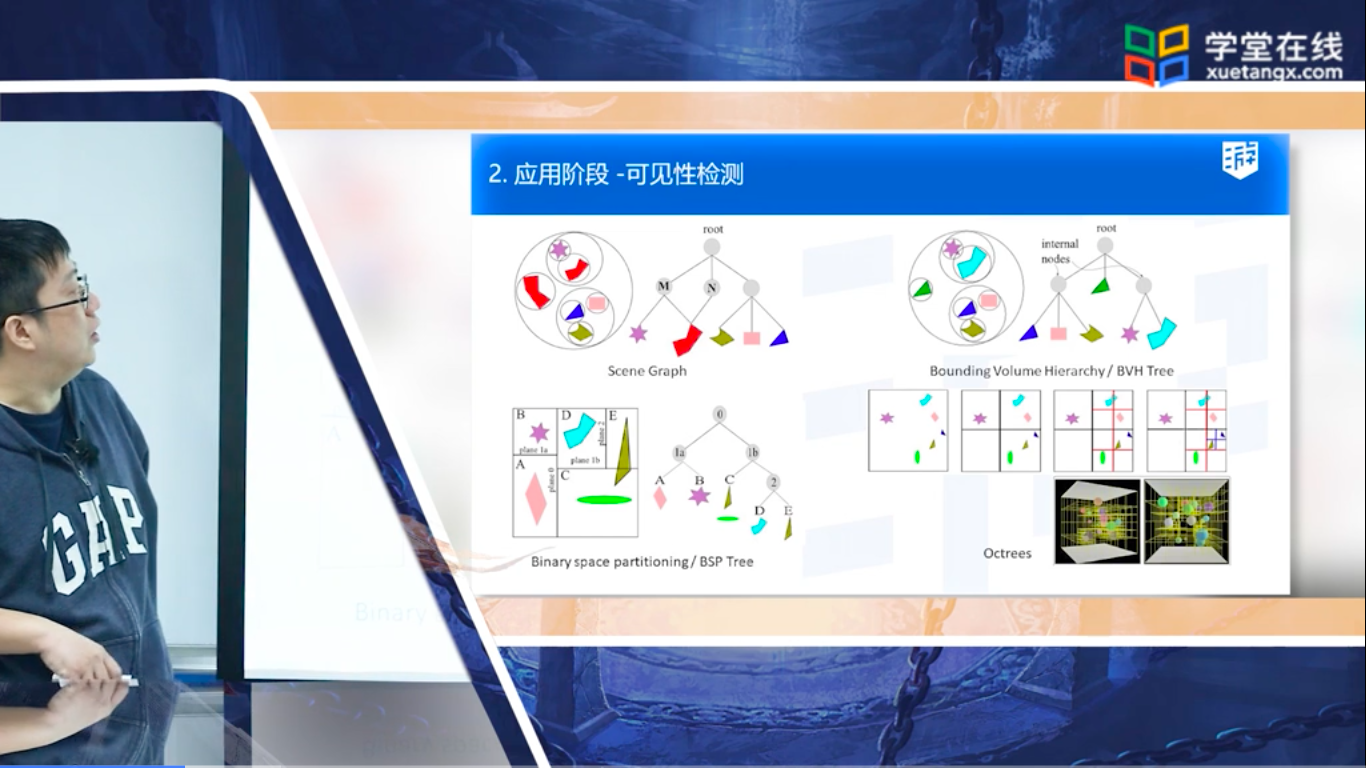 学堂在线
xuetangx.com
2. 应用阶段 -可见性检测
root
M
N
Scene Graph
root
internal
nodes
Bounding Volume Hierarchy / BVH Tree
B
D
E
plane 2
plane 1a
plane 1b
A
plane 0
C
0
1a
1b
A
B
C
2
D
E
Binary space partitioning / BSP Tree
Octrees
GAP
Binary